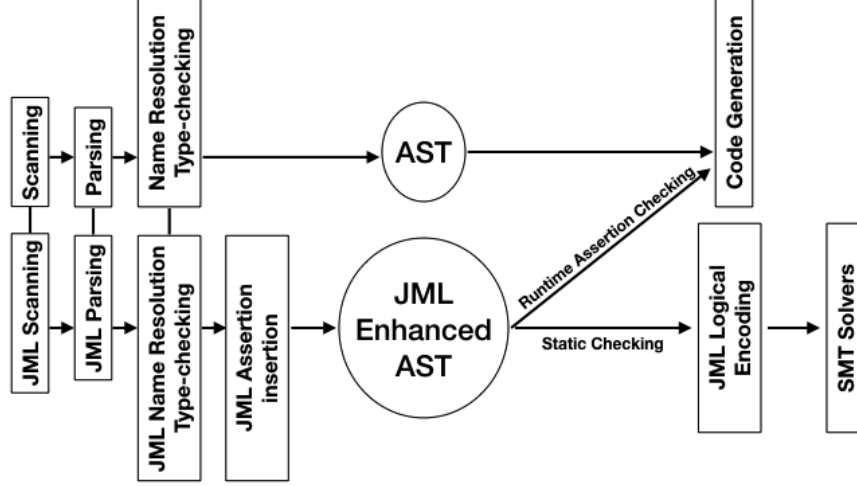 Scanning
Parsing
Name Resolution
Type-checking
AST
Code Generation
JML Scanning
JML Parsing
JML Name Resolution
Type-checking
JML Assertion
insertion
JML
Enhanced
AST
Runtime Assertion Checking
Static Checking
JML Logical
Encoding
SMT Solvers